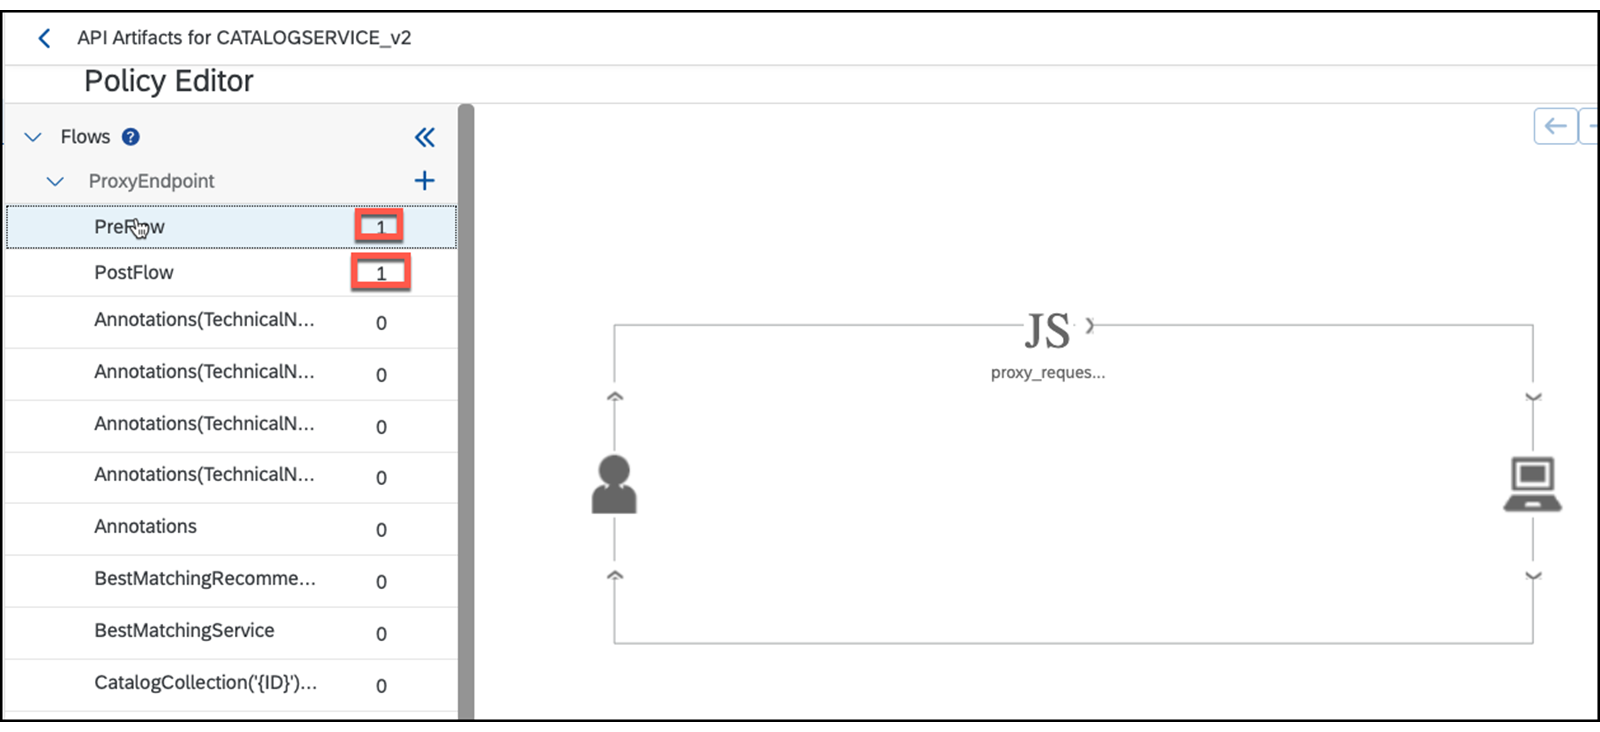 API Artifacts for CATALOGSERVICE_v2
Policy Editor
Flows ?
ProxyEndpoint
PreFlow 1
PostFlow 1
Annotations(TechnicalN... 0
Annotations(TechnicalN... 0
Annotations(TechnicalN... 0
Annotations(TechnicalN... 0
Annotations 0
BestMatchingRecomme... 0
BestMatchingService 0
CatalogCollection('{ID}')... 0
JS
proxy_reques...